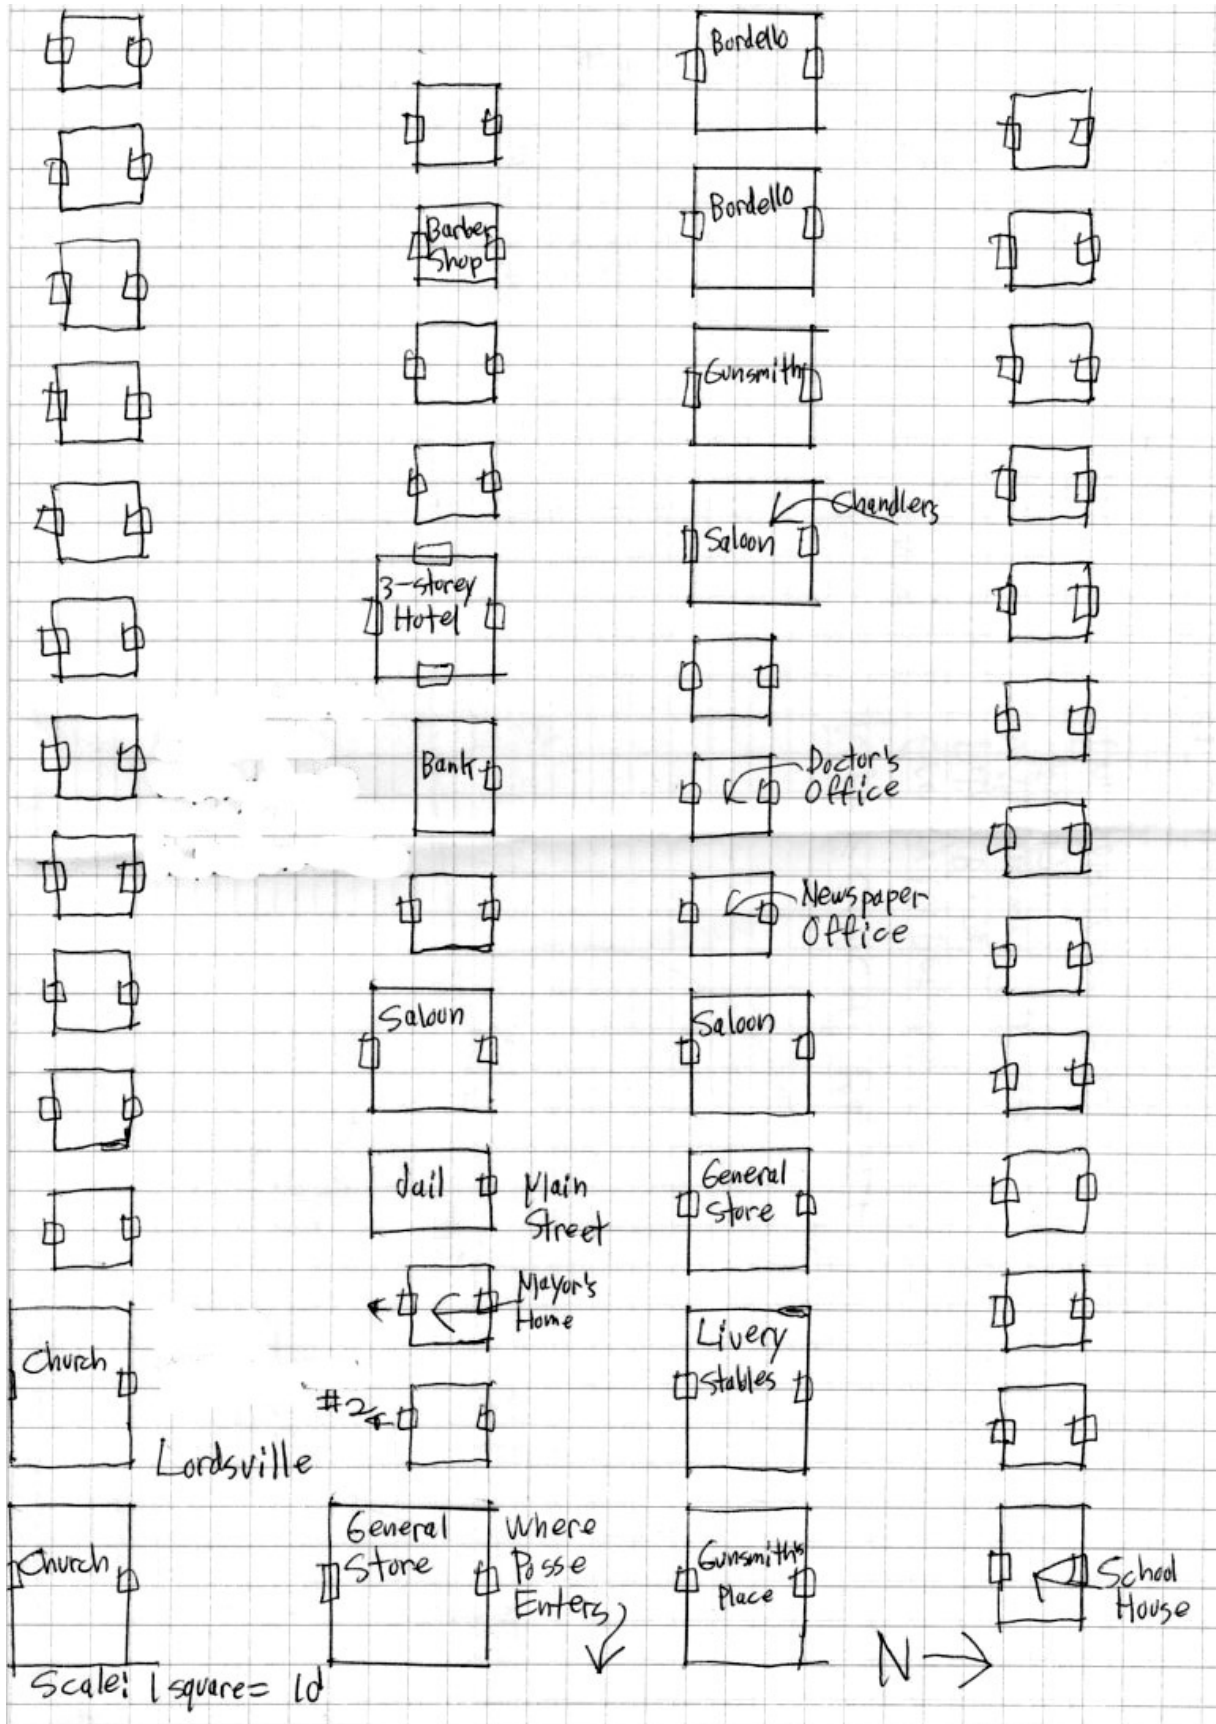 Bordello
Bordello
Barber
Shop
Gunsmith
Chandlers
Saloon
3-storey
Hotel
Bank
Doctor's
Office
Newspaper
Office
Saloon
Saloon
Jail
Main
Street
General
Store
Mayor's
Home
Livery
Stables
Church
#2
Lordsville
Church
General
Store
Where
Posse
Enters
Gunsmith's
Place
School
House
N
Scale: 1 square = 10'